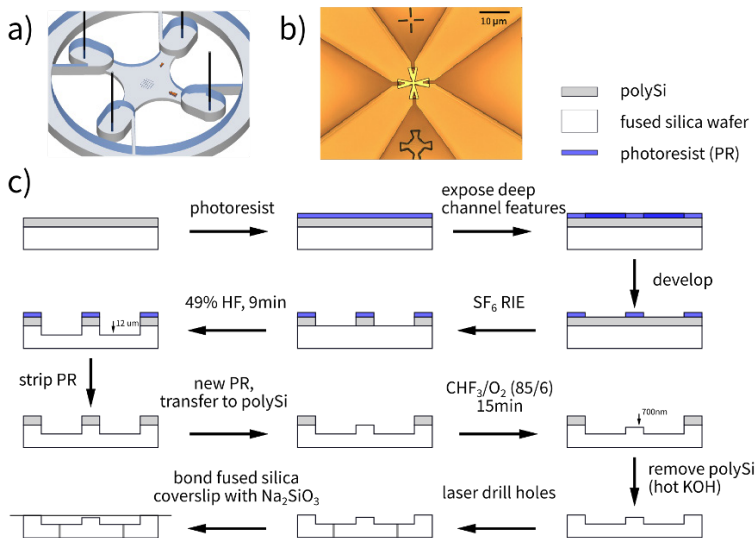 a)
b)
10 µm
polySi
fused silica wafer
photoresist (PR)
c)
photoresist
expose deep
channel features
develop
49% HF, 9min
SF6 RIE
12 um
strip PR
new PR,
transfer to polySi
CHF3/O2 (85/6)
15min
700nm
remove polySi
(hot KOH)
bond fused silica
coverslip with Na2SiO3
laser drill holes